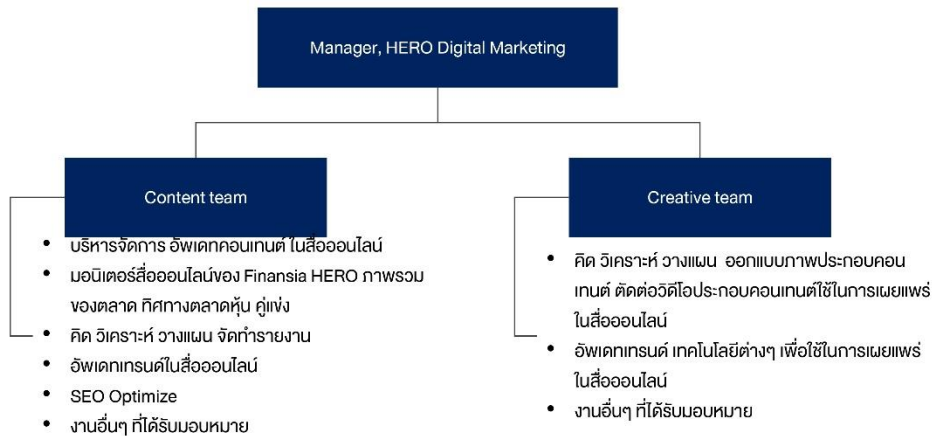 Manager, HERO Digital Marketing
Content team
• บริหารจัดการ อัพเดทคอนเทนต์ ในสื่อออนไลน์
• มอนิเตอร์สื่อออนไลน์ของ Finansia HERO ภาพรวม
ของตลาด ทิศทางตลาดหุ้น คู่แข่ง
• คิด วิเคราะห์ วางแผน จัดทำรายงาน
• อัพเดทเทรนด์ในสื่อออนไลน์
• SEO Optimize
• งานอื่นๆ ที่ได้รับมอบหมาย
Creative team
• คิด วิเคราะห์ วางแผน ออกแบบภาพประกอบคอน
เทนต์ ตัดต่อวิดีโอประกอบคอนเทนต์ใช้ในการเผยแพร่
ในสื่อออนไลน์
• อัพเดทเทรนด์ เทคโนโลยีต่างๆ เพื่อใช้ในการเผยแพร่
ในสื่อออนไลน์
• งานอื่นๆ ที่ได้รับมอบหมาย